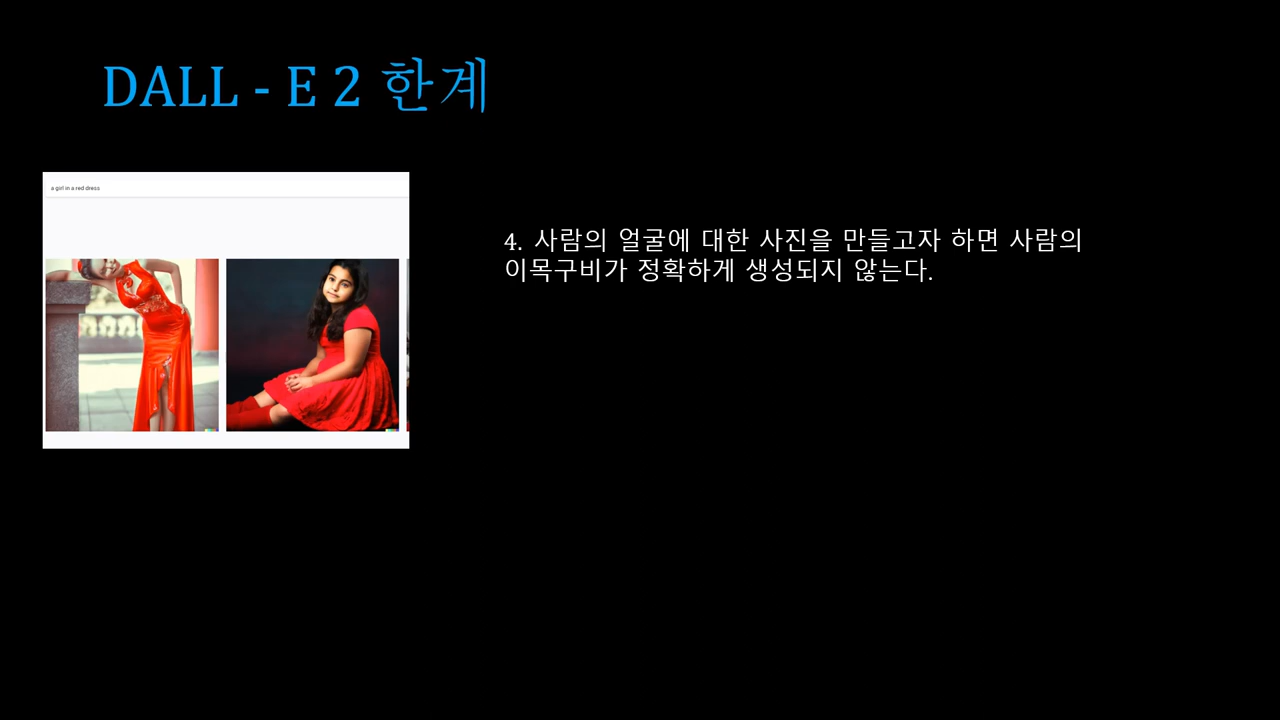 DALL - E 2 한계
a girl in a red dress
4. 사람의 얼굴에 대한 사진을 만들고자 하면 사람의
이목구비가 정확하게 생성되지 않는다.